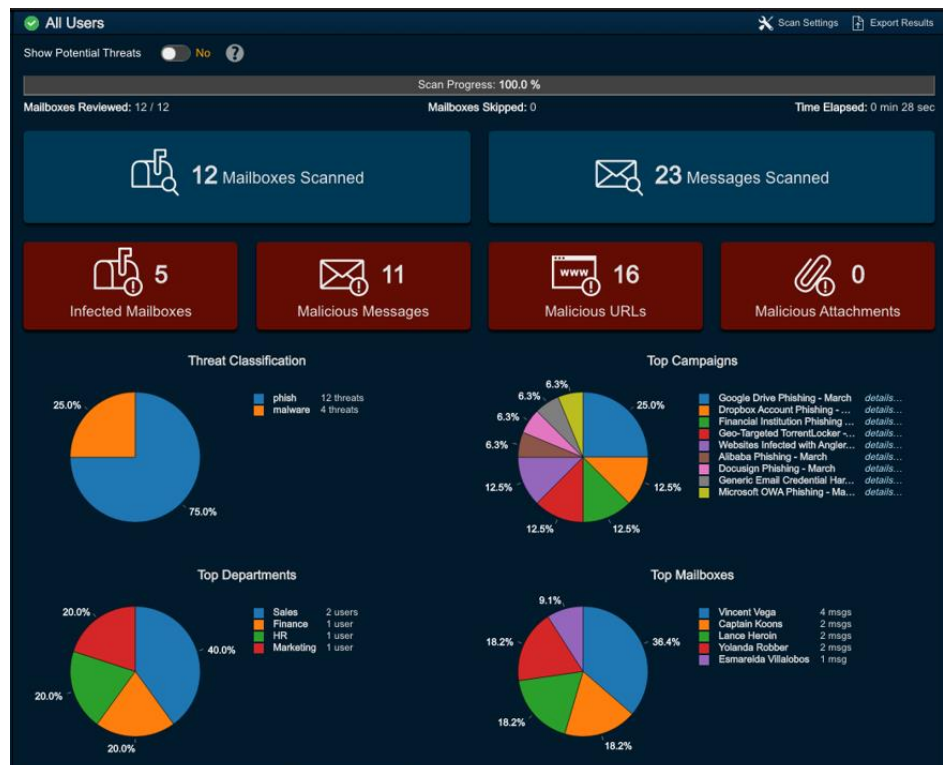 All Users
Scan Settings Export Results
Show Potential Threats No ?
Scan Progress: 100.0 %
Mailboxes Reviewed: 12 / 12 Mailboxes Skipped: 0 Time Elapsed: 0 min 28 sec
12 Mailboxes Scanned
23 Messages Scanned
5
Infected Mailboxes
11
Malicious Messages
www 16
Malicious URLs
0
Malicious Attachments
Threat Classification
25.0%
75.0%
phish 12 threats
malware 4 threats
Top Campaigns
6.3%
6.3%
6.3%
6.3%
12.5%
12.5%
12.5%
12.5%
25.0%
Google Drive Phishing - March details...
Dropbox Account Phishing - ... details...
Financial Institution Phishing ... details...
Geo-Targeted TorrentLocker -... details...
Websites Infected with Angler... details...
Alibaba Phishing - March details...
Docusign Phishing - March details...
Generic Email Credential Har... details...
Microsoft OWA Phishing - Ma... details...
Top Departments
20.0%
40.0%
20.0%
20.0%
Sales 2 users
Finance 1 user
HR 1 user
Marketing 1 user
Top Mailboxes
9.1%
18.2%
36.4%
18.2%
18.2%
Vincent Vega 4 msgs
Captain Koons 2 msgs
Lance Heroin 2 msgs
Yolanda Robber 2 msgs
Esmarelda Villalobos 1 msg